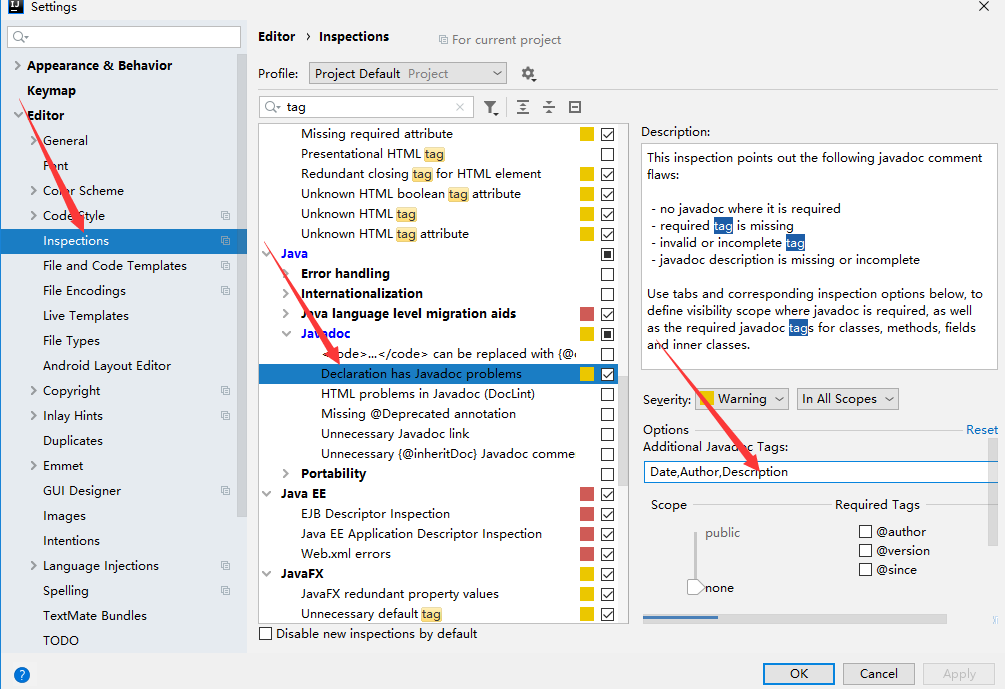 Settings
Appearance & Behavior
Keymap
Editor
General
Font
Color Scheme
Code Style
Inspections
File and Code Templates
File Encodings
Live Templates
File Types
Android Layout Editor
Copyright
Inlay Hints
Duplicates
Emmet
GUI Designer
Images
Intentions
Language Injections
Spelling
TextMate Bundles
TODO
Editor › Inspections
For current project
Profile: Project Default Project
tag
Missing required attribute
Presentational HTML tag
Redundant closing tag for HTML element
Unknown HTML boolean tag attribute
Unknown HTML tag
Unknown HTML tag attribute
Java
Error handling
Internationalization
Java language level migration aids
Javadoc
<code>...</code> can be replaced with {@c
Declaration has Javadoc problems
HTML problems in Javadoc (DocLint)
Missing @Deprecated annotation
Unnecessary Javadoc link
Unnecessary {@inheritDoc} Javadoc comme
Portability
Java EE
EJB Descriptor Inspection
Java EE Application Descriptor Inspection
Web.xml errors
JavaFX
JavaFX redundant property values
Unnecessary default tag
Disable new inspections by default
Description:
This inspection points out the following javadoc comment
flaws:
- no javadoc where it is required
- required tag is missing
- invalid or incomplete tag
- javadoc description is missing or incomplete
Use tabs and corresponding inspection options below, to
define visibility scope where javadoc is required, as well
as the required javadoc tags for classes, methods, fields
and inner classes.
Severity: Warning In All Scopes
Options Reset
Additional Javadoc Tags:
Date,Author,Description
Scope Required Tags
public @author
@version
@since
none
? OK Cancel Apply